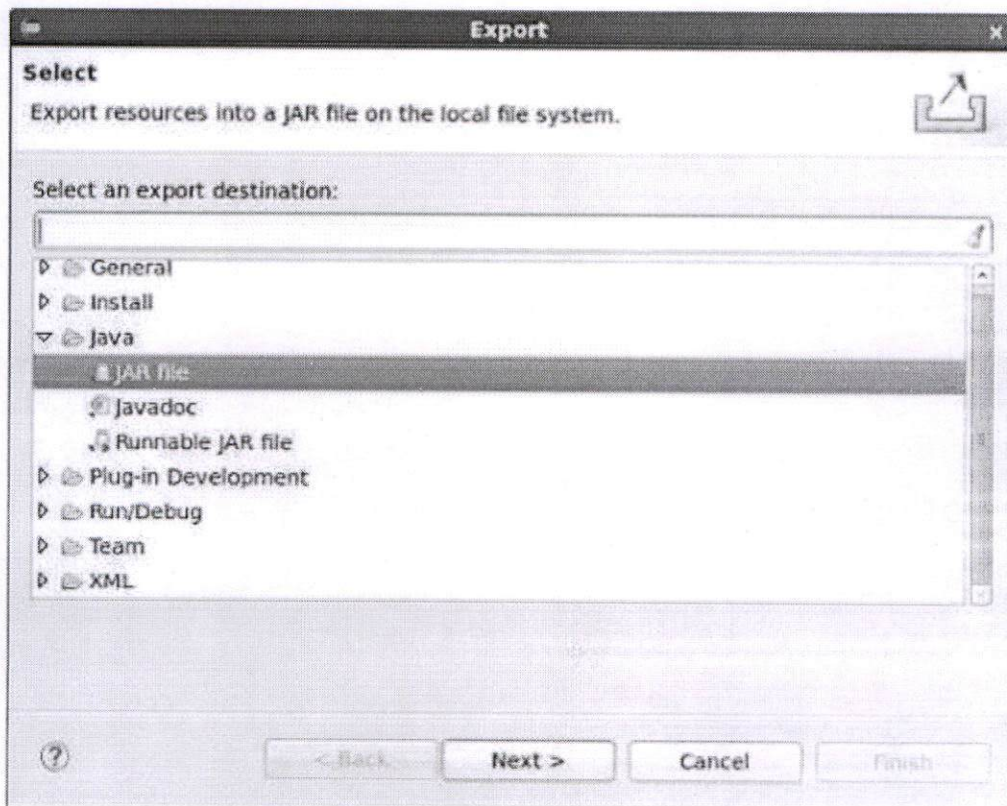 Export
Select
Export resources into a JAR file on the local file system.
Select an export destination:
General
Install
Java
JAR file
Javadoc
Runnable JAR file
Plug-in Development
Run/Debug
Team
XML
?
< Back
Next >
Cancel
Finish